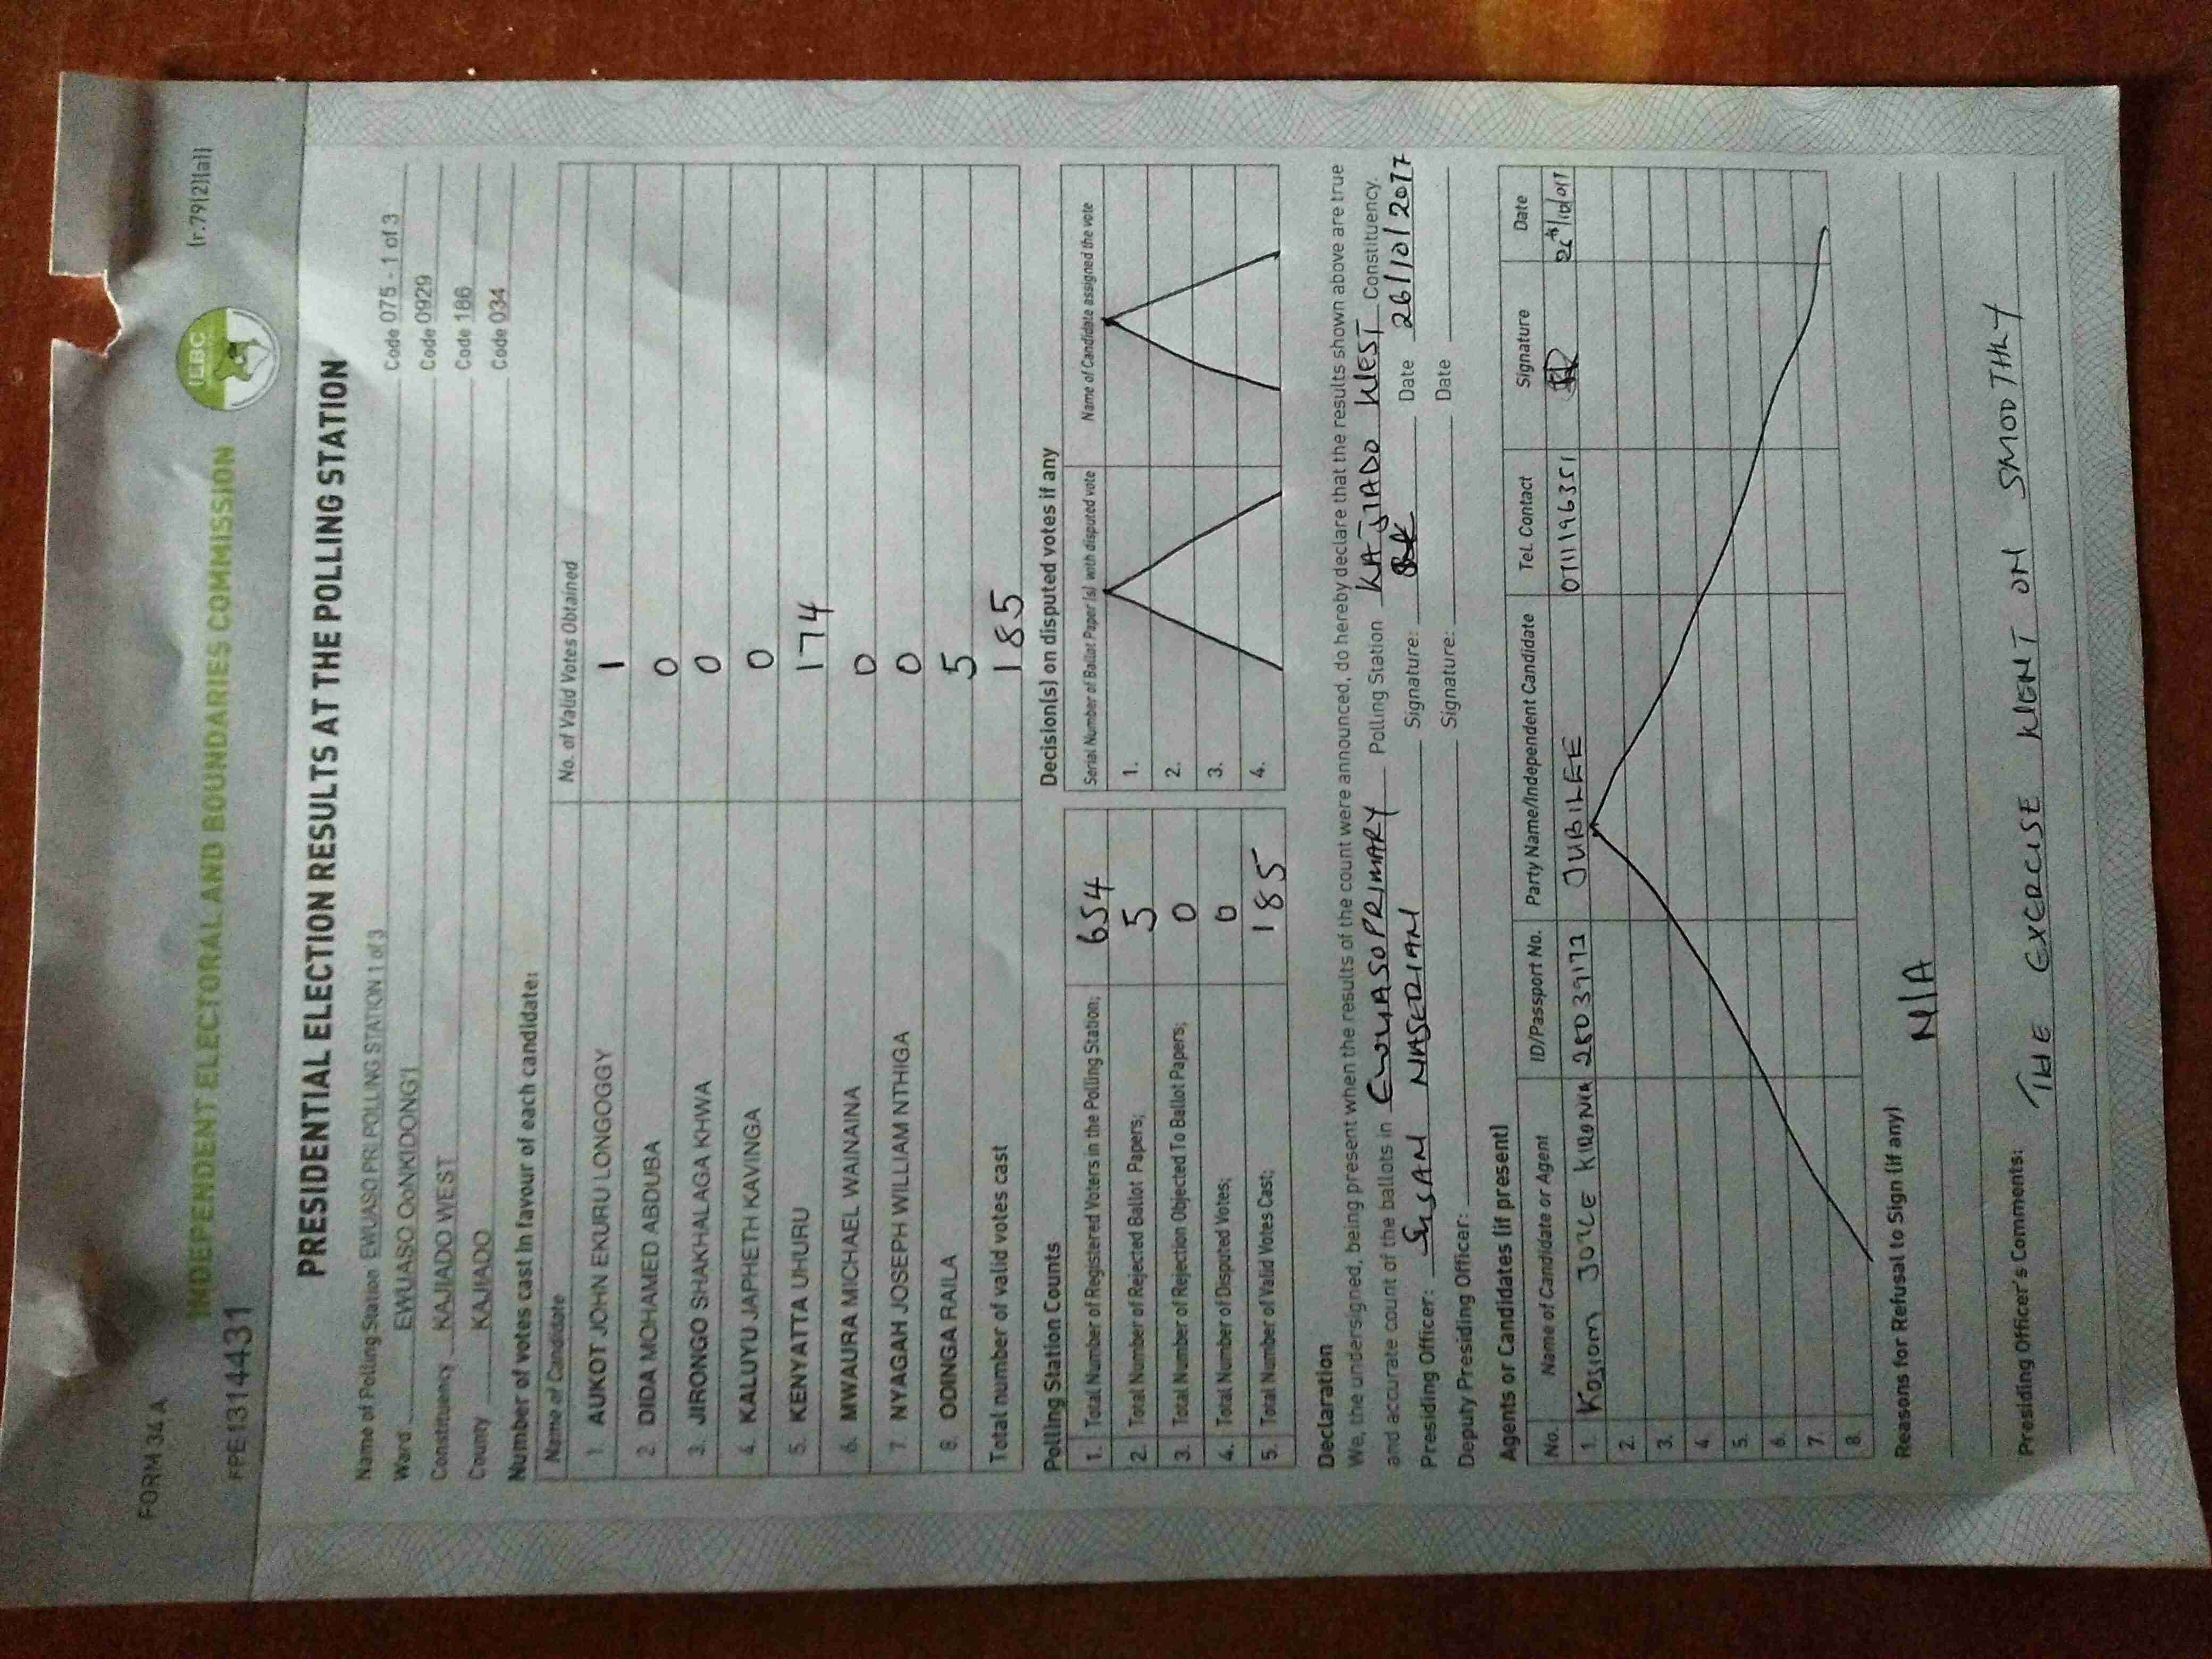 FORM 34 A
INDEPENDENT ELECTORAL AND BOUNDARIES COMMISSION
IEBC
(r.79(2)(a))
FPE1314431
PRESIDENTIAL ELECTION RESULTS AT THE POLLING STATION
Name of Polling Station EWUASO PRI POLLING STATION 1 of 3 Code 075 - 1 of 3
Ward EWUASO OoNKIDONG'I Code 0929
Constituency KAJIADO WEST Code 186
County KAJIADO Code 034
Number of votes cast in favour of each candidate:
Name of Candidate No. of Valid Votes Obtained
1. AUKOT JOHN EKURU LONGOGGY 1
2. DIDA MOHAMED ABDUBA 0
3. JIRONGO SHAKHALAGA KHWA 0
4. KALUYU JAPHETH KAVINGA 0
5. KENYATTA UHURU 174
6. MWAURA MICHAEL WAINAINA 0
7. NYAGAH JOSEPH WILLIAM NTHIGA 0
8. ODINGA RAILA 5
Total number of valid votes cast 185
Polling Station Counts
1. Total Number of Registered Voters in the Polling Station; 654
2. Total Number of Rejected Ballot Papers; 5
3. Total Number of Rejection Objected To Ballot Papers; 0
4. Total Number of Disputed Votes; 0
5. Total Number of Valid Votes Cast; 185
Decision(s) on disputed votes if any
Serial Number of Ballot Paper (s) with disputed vote Name of Candidate assigned the vote
1.
2.
3.
4.
Declaration
We, the undersigned, being present when the results of the count were announced, do hereby declare that the results shown above are true
and accurate count of the ballots in EWUASO PRIMARY Polling Station KAJIADO WEST Constituency.
Presiding Officer: SUSAN NASERIAN Signature: Date 26/10/2017
Deputy Presiding Officer: Signature: Date
Agents or Candidates (if present)
No. Name of Candidate or Agent ID/Passport No. Party Name/Independent Candidate Tel. Contact Signature Date
1. JOYCE 28039172 JUBILEE 0711196351
2.
3.
4.
5.
6.
7.
8.
Reasons for Refusal to Sign (if any)
N/A
Presiding Officer's Comments:
THE EXERCISE WENT ON SMOOTHLY